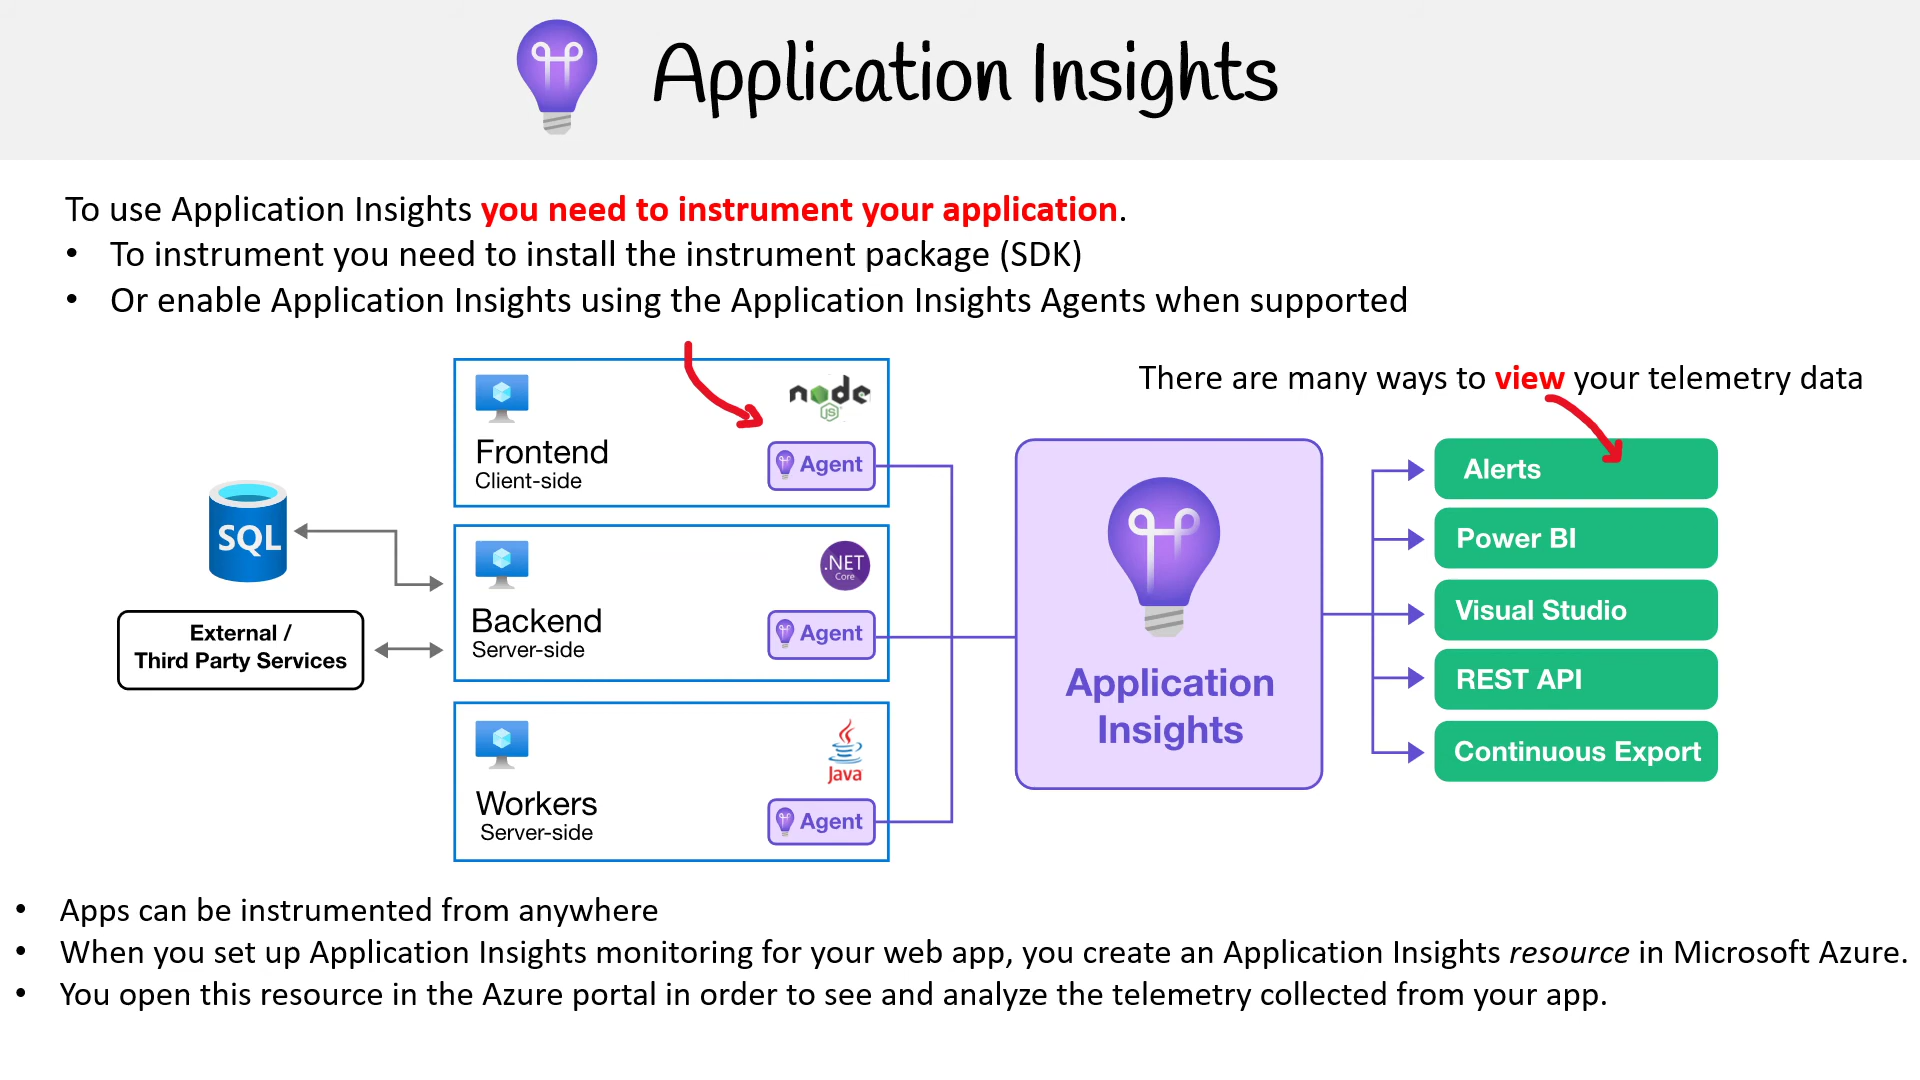 Application Insights
To use Application Insights you need to instrument your application.
• To instrument you need to install the instrument package (SDK)
• Or enable Application Insights using the Application Insights Agents when supported
There are many ways to view your telemetry data
node
JS
Frontend
Client-side
Agent
SQL
External /
Third Party Services
.NET
Core
Backend
Server-side
Agent
Java
Workers
Server-side
Agent
Application
Insights
Alerts
Power BI
Visual Studio
REST API
Continuous Export
• Apps can be instrumented from anywhere
• When you set up Application Insights monitoring for your web app, you create an Application Insights resource in Microsoft Azure.
• You open this resource in the Azure portal in order to see and analyze the telemetry collected from your app.